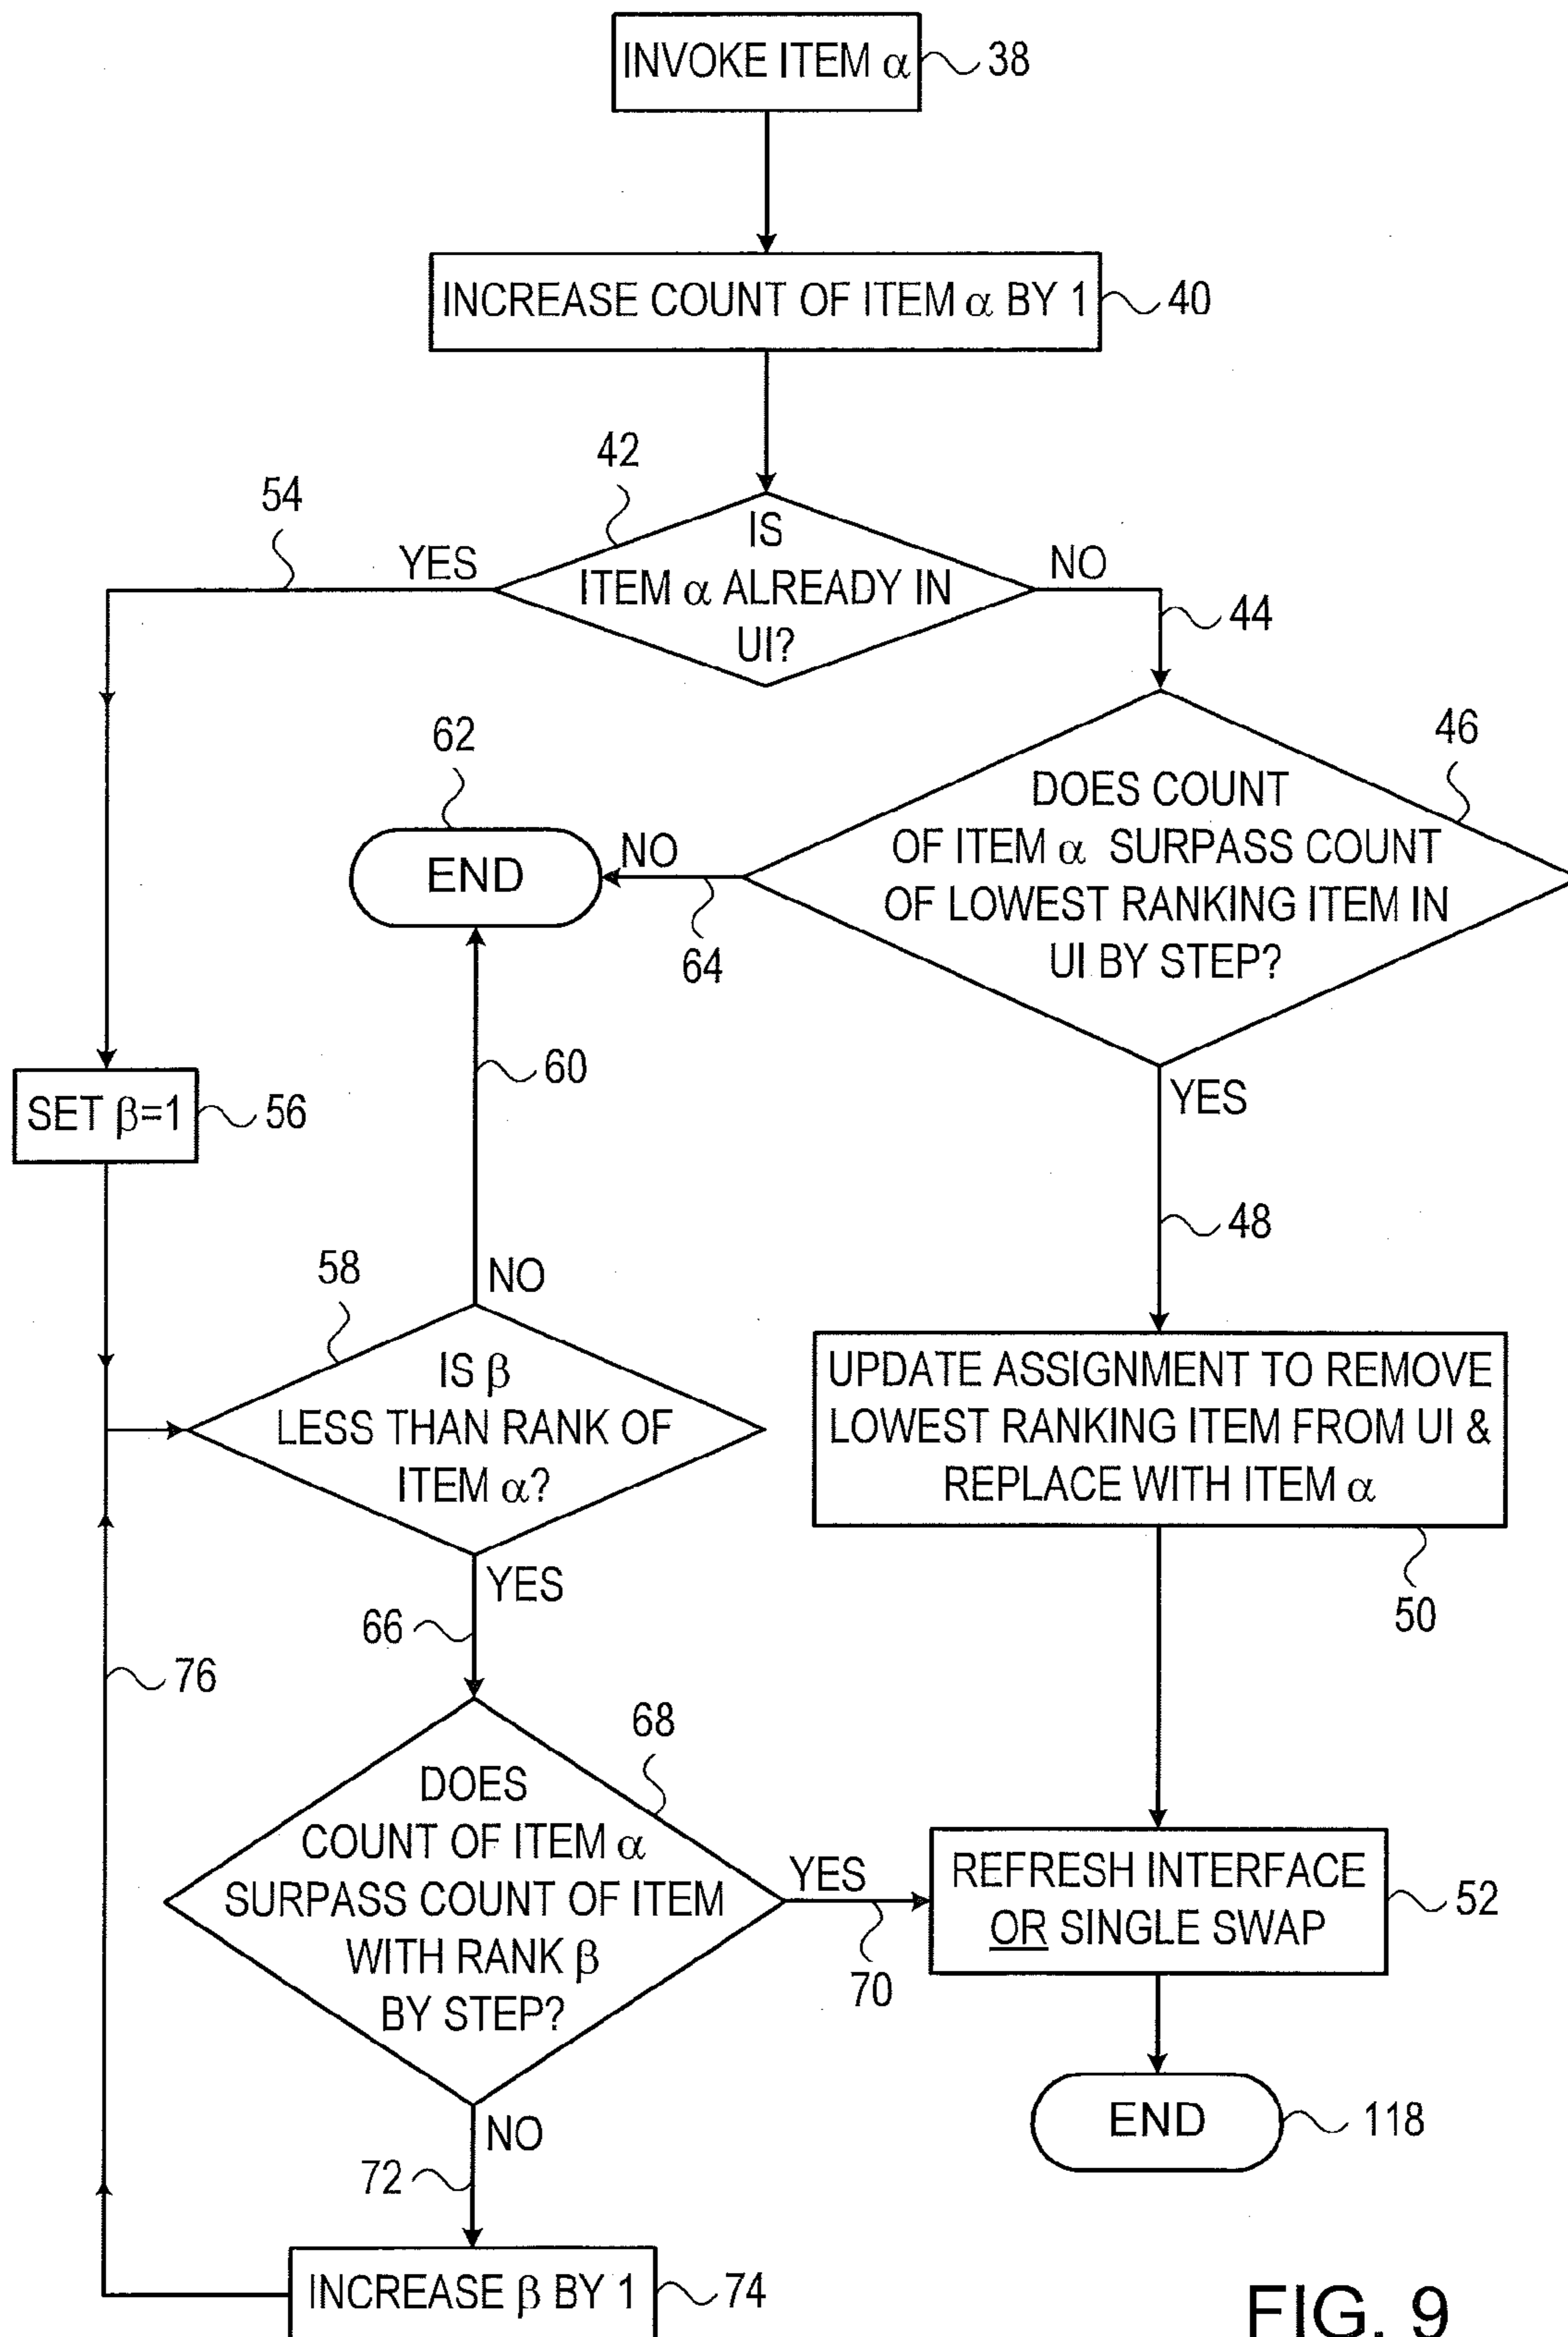 INVOKE ITEM α
38
INCREASE COUNT OF ITEM α BY 1
40
42
54
YES
IS
ITEM α ALREADY IN
UI?
NO
44
62
46
DOES COUNT
OF ITEM α SURPASS COUNT
OF LOWEST RANKING ITEM IN
UI BY STEP?
END
NO
64
60
YES
SET β=1
56
48
58
NO
IS β
LESS THAN RANK OF
ITEM α?
UPDATE ASSIGNMENT TO REMOVE
LOWEST RANKING ITEM FROM UI &
REPLACE WITH ITEM α
YES
50
66
76
68
DOES
COUNT OF ITEM α
SURPASS COUNT OF ITEM
WITH RANK β
BY STEP?
YES
70
REFRESH INTERFACE
OR SINGLE SWAP
52
NO
72
END
118
INCREASE β BY 1
74
FIG. 9